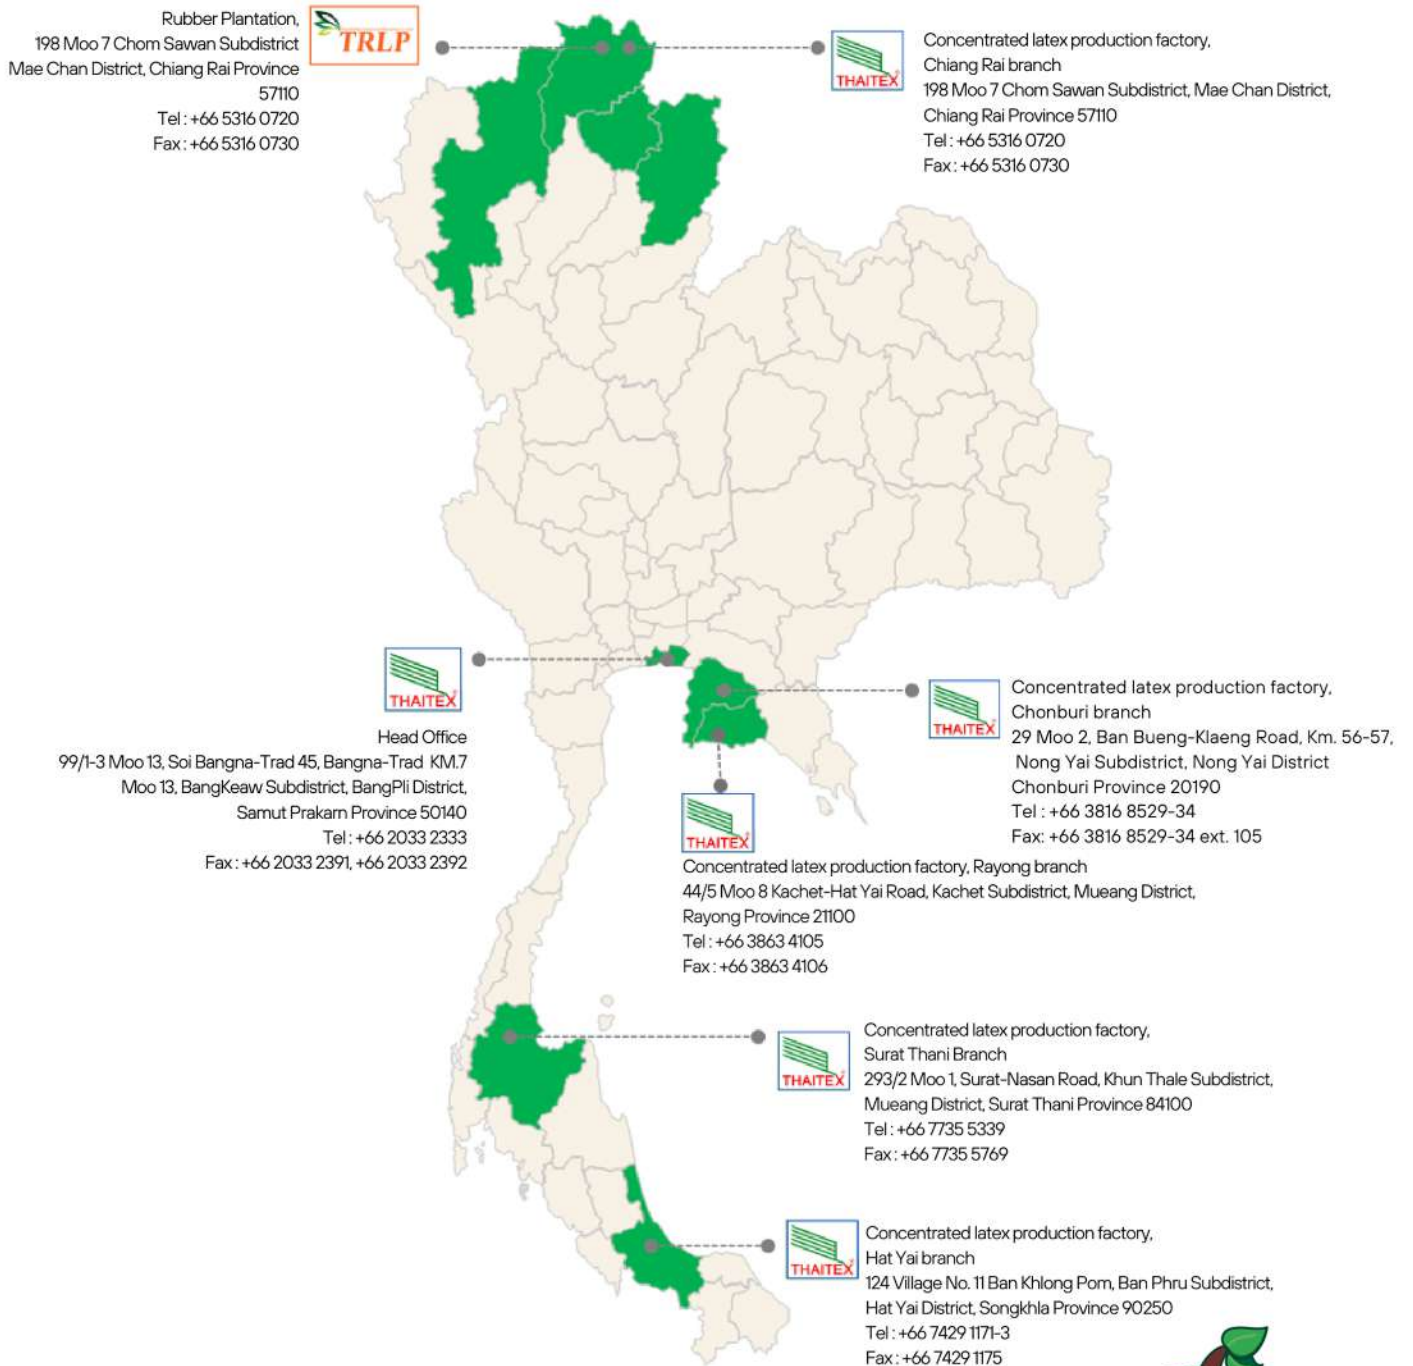 Rubber Plantation,
198 Moo 7 Chom Sawan Subdistrict
Mae Chan District, Chiang Rai Province
57110
Tel : +66 5316 0720
Fax : +66 5316 0730
TRLP
THAITEX
Concentrated latex production factory,
Chiang Rai branch
198 Moo 7 Chom Sawan Subdistrict, Mae Chan District,
Chiang Rai Province 57110
Tel : +66 5316 0720
Fax : +66 5316 0730
THAITEX
Head Office
99/1-3 Moo 13, Soi Bangna-Trad 45, Bangna-Trad KM.7
Moo 13, BangKeaw Subdistrict, BangPli District,
Samut Prakarn Province 50140
Tel : +66 2033 2333
Fax : +66 2033 2391, +66 2033 2392
THAITEX
Concentrated latex production factory,
Chonburi branch
29 Moo 2, Ban Bueng-Klaeng Road, Km. 56-57,
Nong Yai Subdistrict, Nong Yai District
Chonburi Province 20190
Tel : +66 3816 8529-34
Fax: +66 3816 8529-34 ext. 105
THAITEX
Concentrated latex production factory, Rayong branch
44/5 Moo 8 Kachet-Hat Yai Road, Kachet Subdistrict, Mueang District,
Rayong Province 21100
Tel : +66 3863 4105
Fax : +66 3863 4106
THAITEX
Concentrated latex production factory,
Surat Thani Branch
293/2 Moo 1, Surat-Nasan Road, Khun Thale Subdistrict,
Mueang District, Surat Thani Province 84100
Tel : +66 7735 5339
Fax : +66 7735 5769
THAITEX
Concentrated latex production factory,
Hat Yai branch
124 Village No. 11 Ban Khlong Pom, Ban Phru Subdistrict,
Hat Yai District, Songkhla Province 90250
Tel : +66 7429 1171-3
Fax : +66 7429 1175